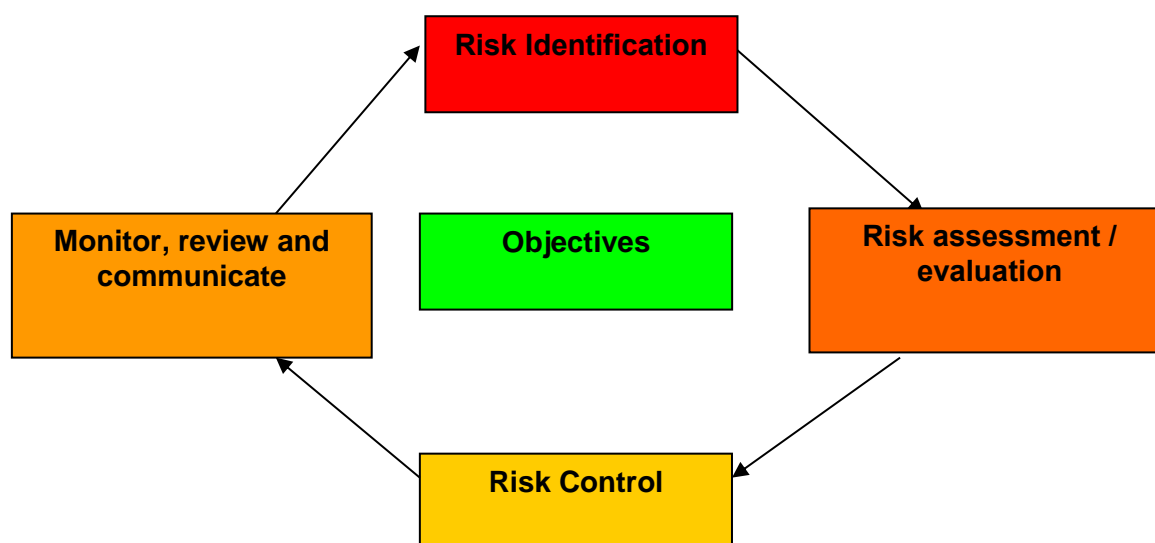 Risk Identification
Monitor, review and
communicate
Objectives
Risk assessment /
evaluation
Risk Control